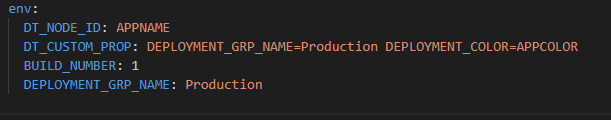 env:
DT_NODE_ID: APPNAME
DT_CUSTOM_PROP: DEPLOYMENT_GRP_NAME=Production DEPLOYMENT_COLOR=APPCOLOR
BUILD_NUMBER: 1
DEPLOYMENT_GRP_NAME: Production